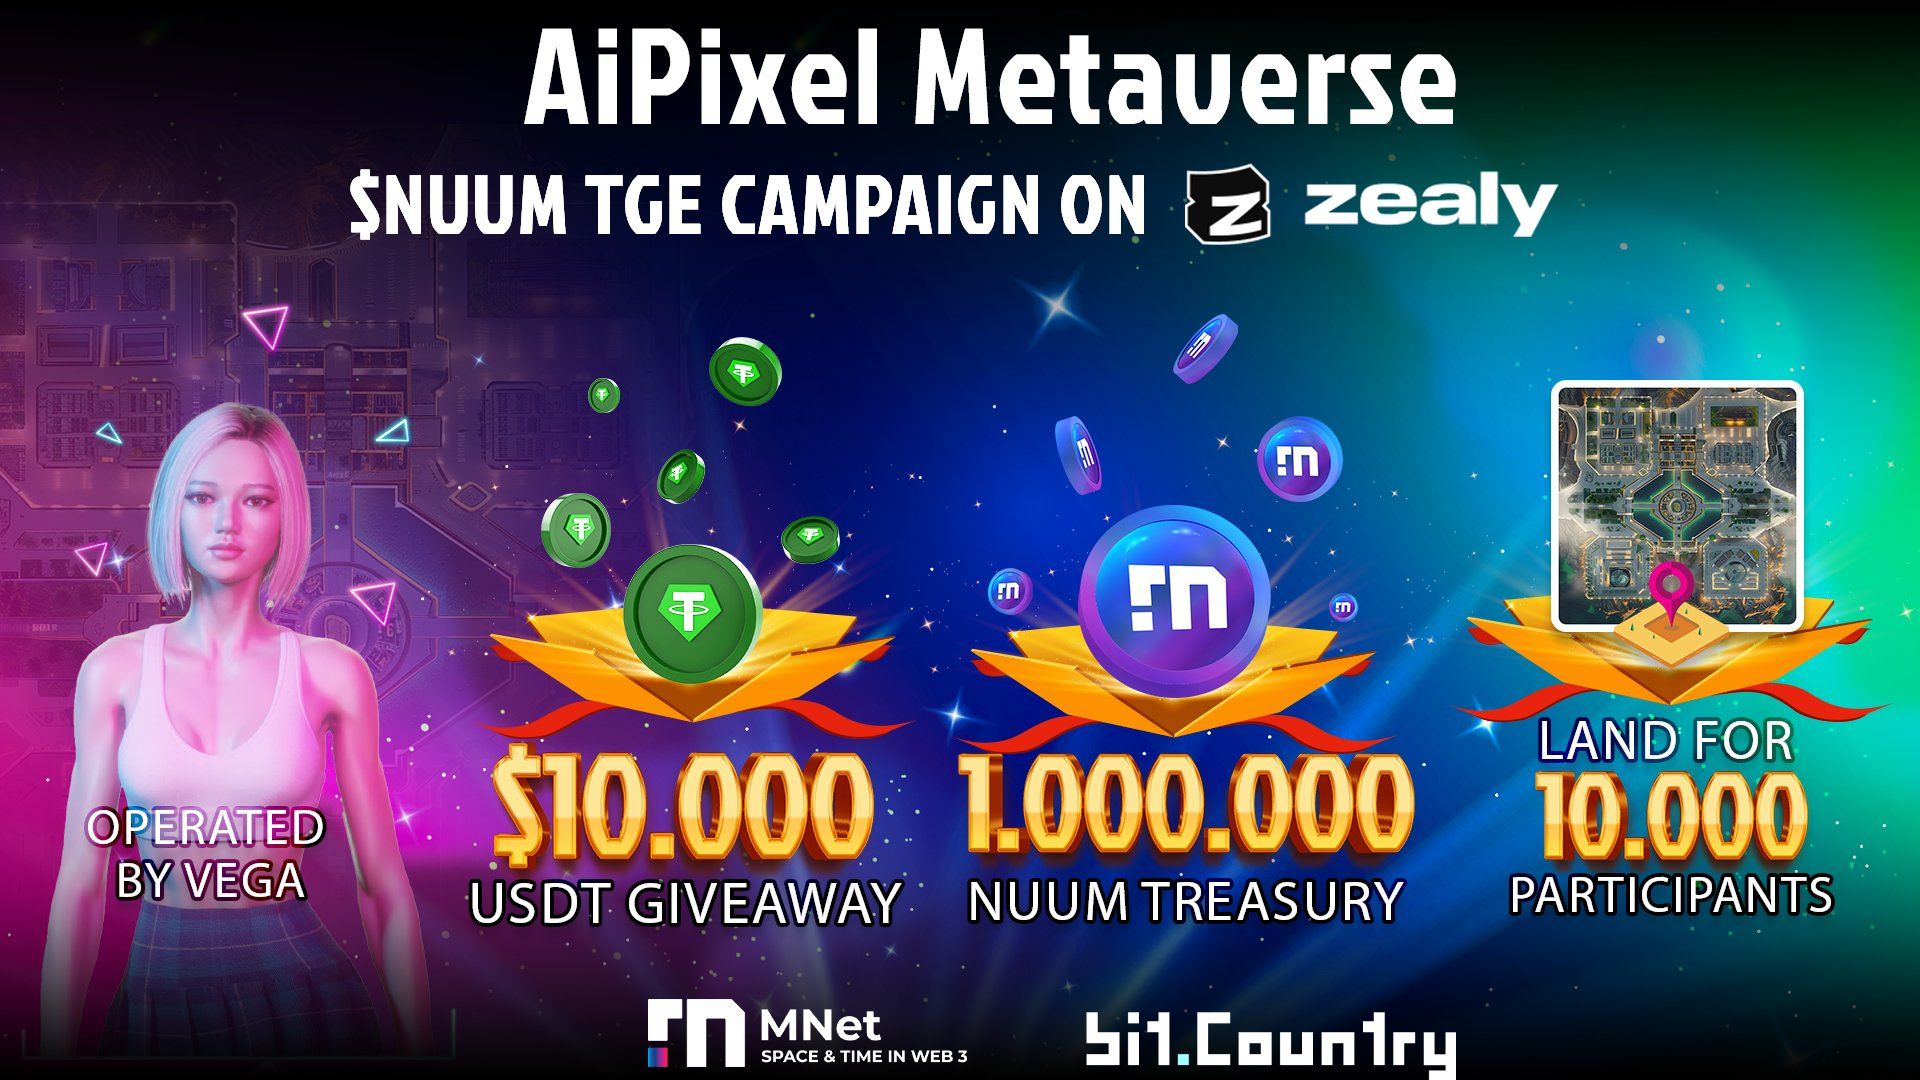 AiPixel Metaverse
$NUUM TGE CAMPAIGN ON Z zealy
OPERATED
BY VEGA
$10.000
USDT GIVEAWAY
1.000.000
NUUM TREASURY
LAND FOR
10.000
PARTICIPANTS
MNet
SPACE & TIME IN WEB 3
bit.Country